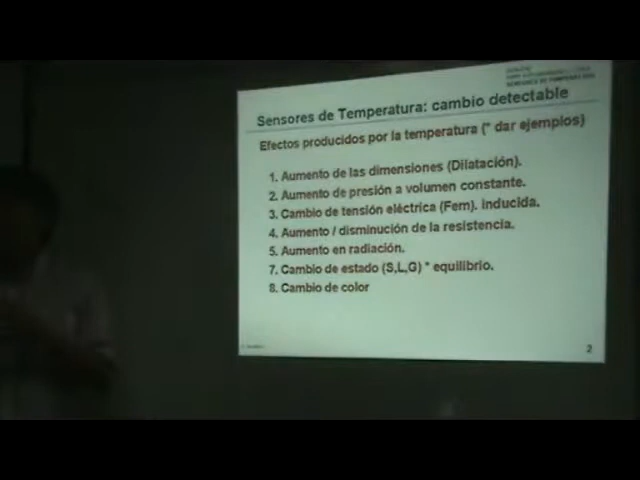 Sensores de Temperatura: cambio detectable
Efectos producidos por la temperatura (* dar ejemplos)
1. Aumento de las dimensiones (Dilatación).
2. Aumento de presión a volumen constante.
3. Cambio de tensión eléctrica (Fem). inducida.
4. Aumento / disminución de la resistencia.
5. Aumento en radiación.
7. Cambio de estado (S,L,G) * equilibrio.
8. Cambio de color
2